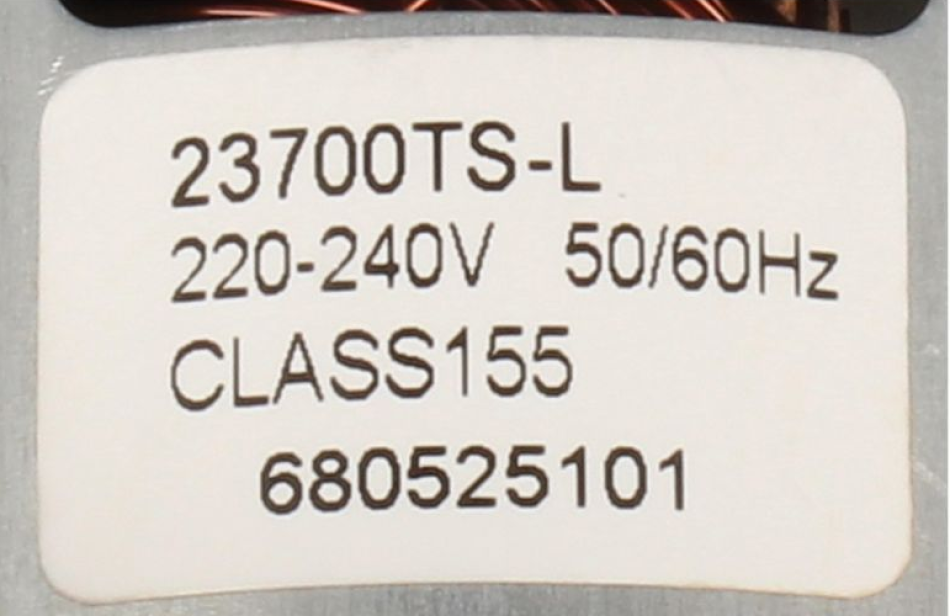 23700TS-L
220-240V 50/60Hz
CLASS155
680525101